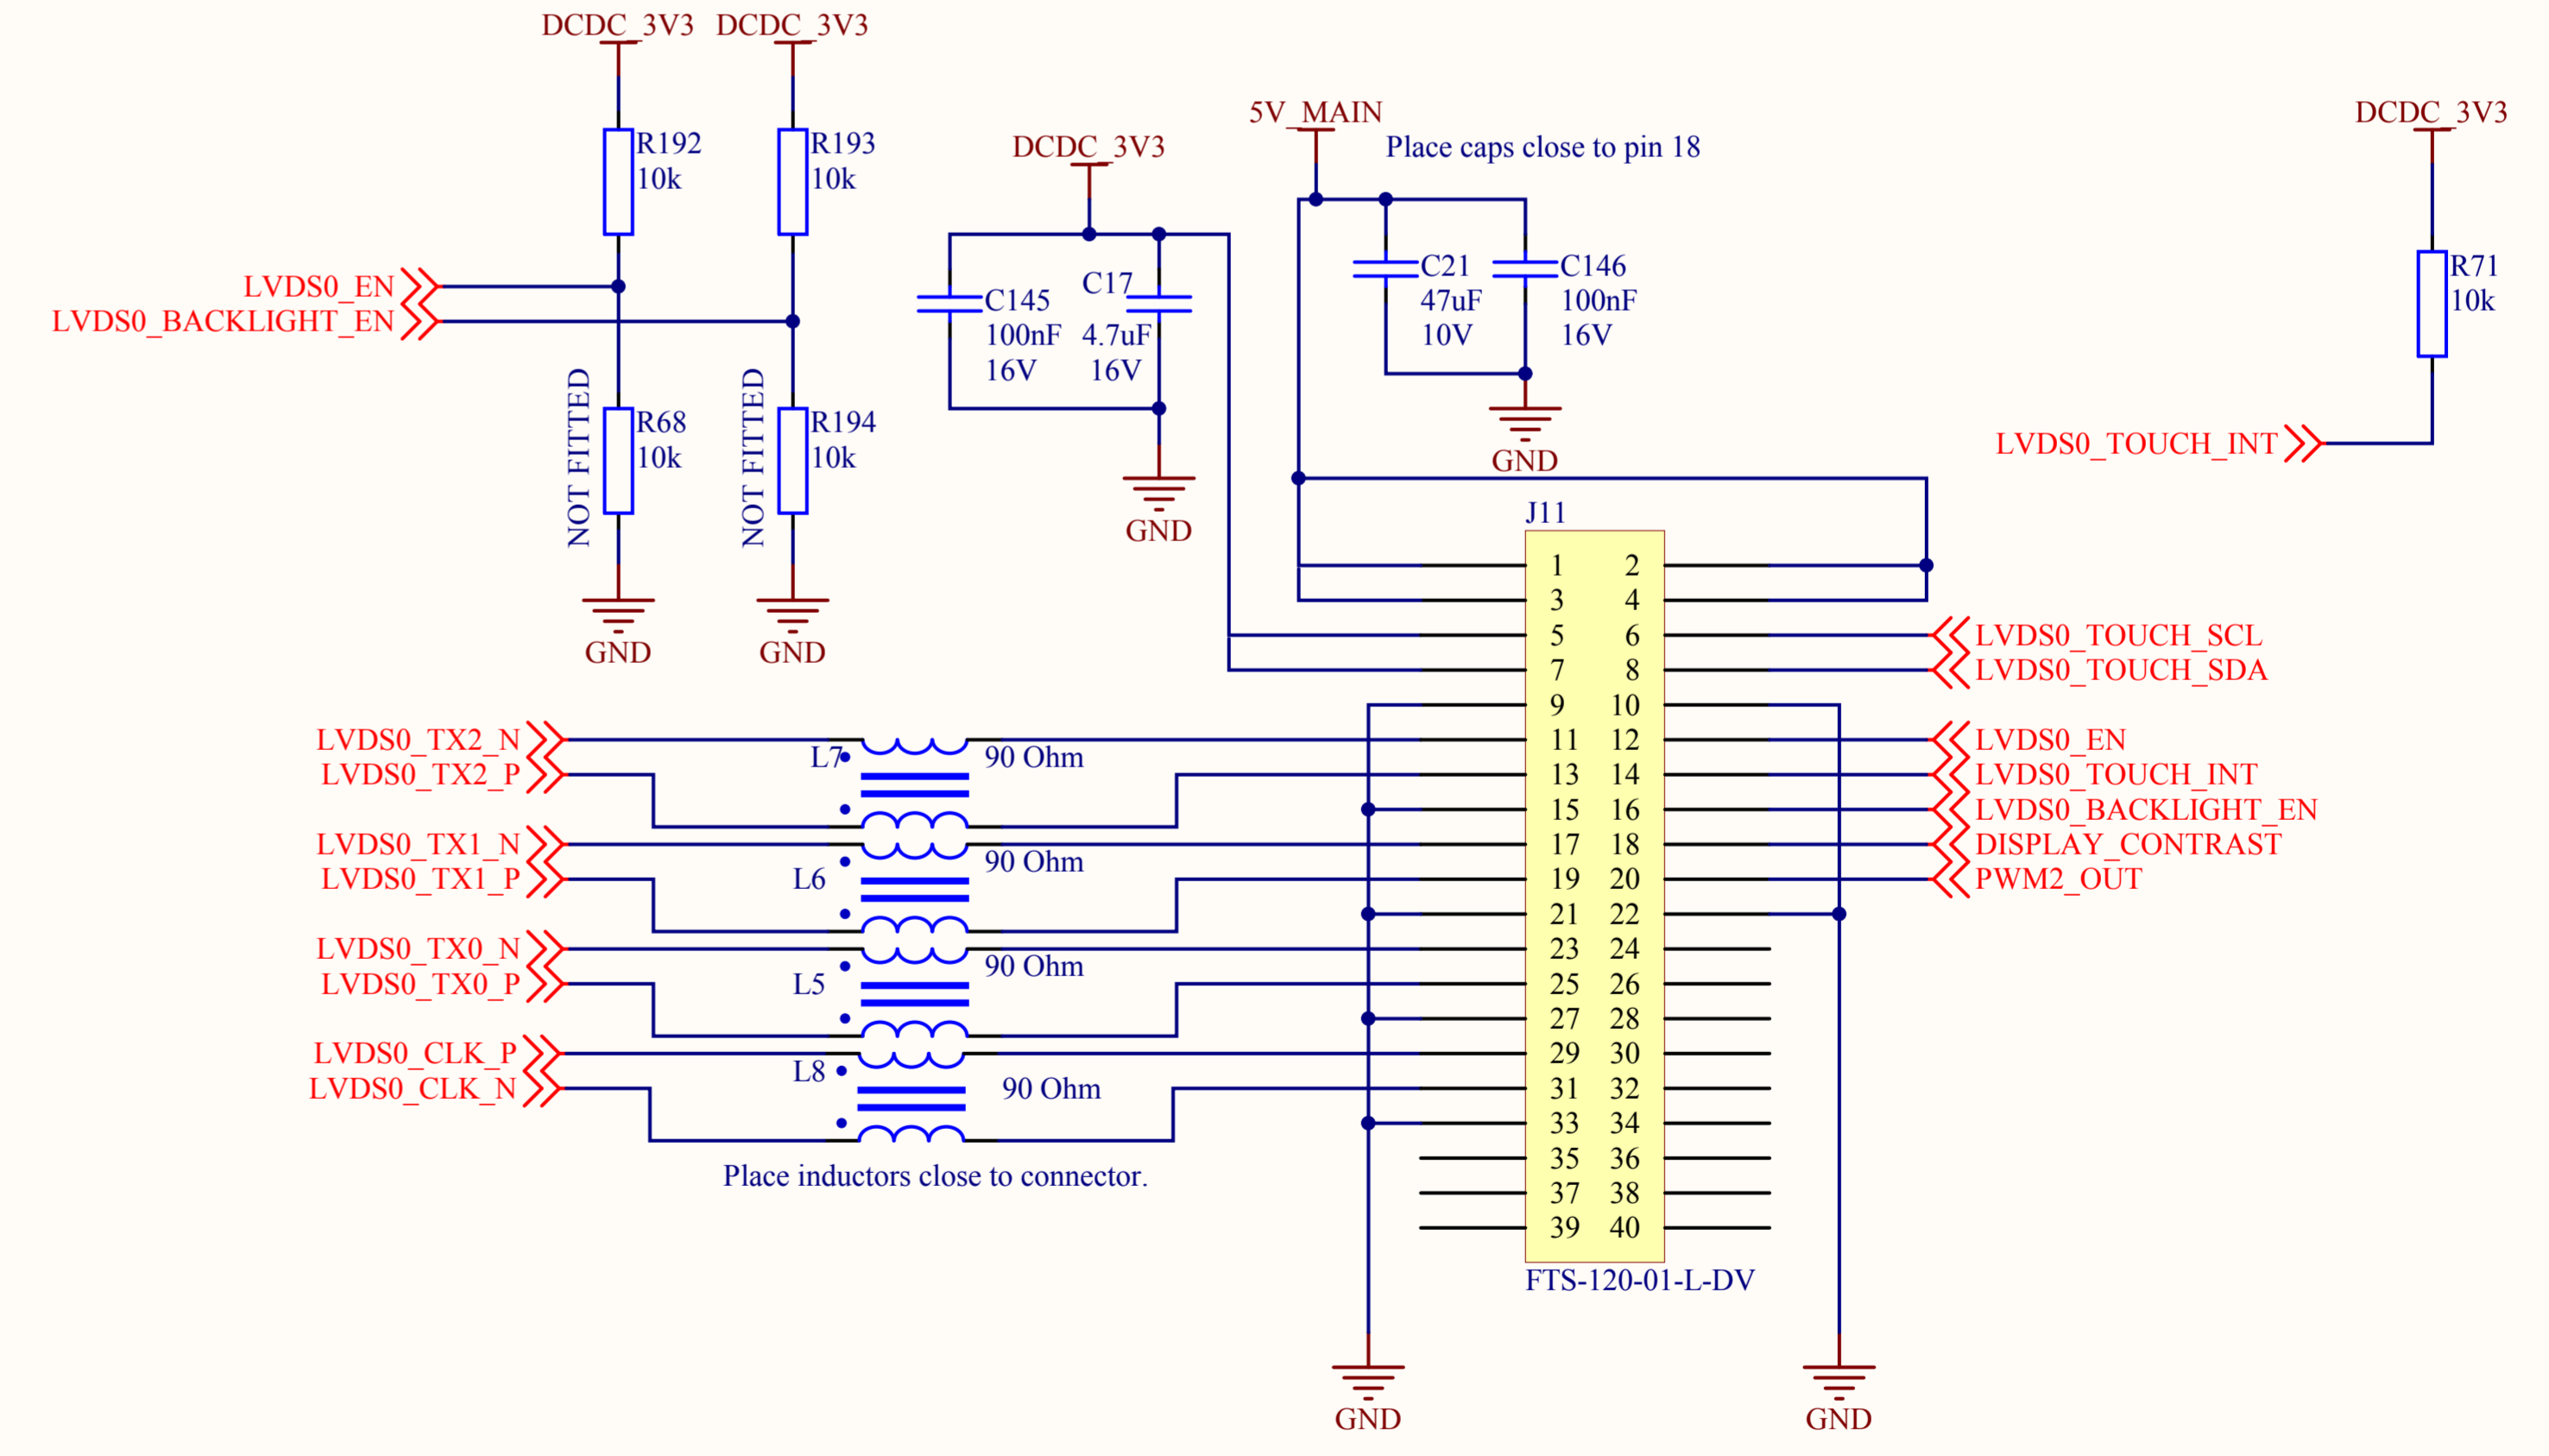 DCDC_3V3 DCDC_3V3
R192
10k
R193
10k
LVDS0_EN
LVDS0_BACKLIGHT_EN
NOT FITTED
R68
10k
NOT FITTED
R194
10k
GND
GND
DCDC_3V3
C145
100nF
16V
C17
4.7uF
16V
GND
5V_MAIN
Place caps close to pin 18
C21
47uF
10V
C146
100nF
16V
GND
DCDC_3V3
R71
10k
LVDS0_TOUCH_INT
J11
1 2
3 4
5 6 LVDS0_TOUCH_SCL
7 8 LVDS0_TOUCH_SDA
9 10
LVDS0_TX2_N 11 12 LVDS0_EN
L7 90 Ohm
LVDS0_TX2_P 13 14 LVDS0_TOUCH_INT
15 16 LVDS0_BACKLIGHT_EN
LVDS0_TX1_N 17 18 DISPLAY_CONTRAST
90 Ohm
LVDS0_TX1_P L6 19 20 PWM2_OUT
21 22
LVDS0_TX0_N 23 24
90 Ohm
LVDS0_TX0_P L5 25 26
27 28
LVDS0_CLK_P 29 30
L8
LVDS0_CLK_N 90 Ohm 31 32
33 34
35 36
Place inductors close to connector.
37 38
39 40
FTS-120-01-L-DV
GND
GND